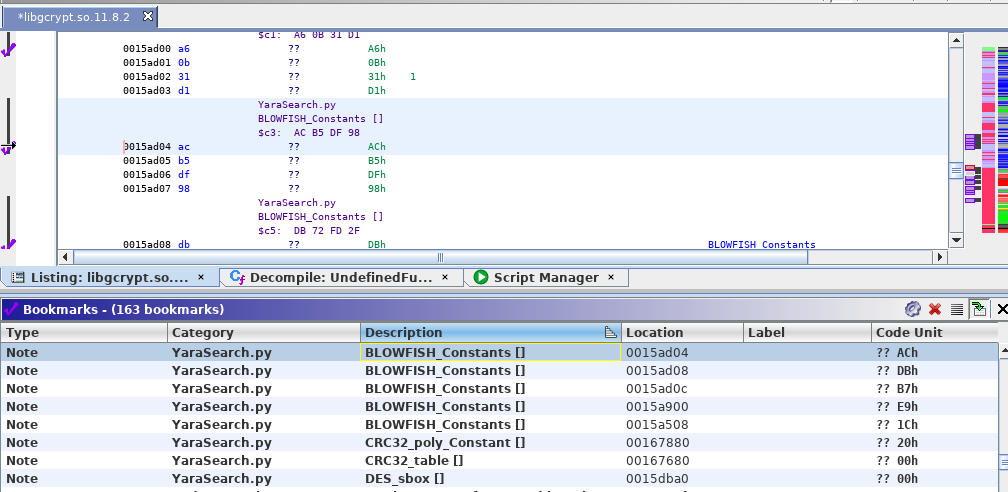 *libgcrypt.so.11.8.2
$c1: A6 0B 31 D1
0015ad00 a6 ?? A6h
0015ad01 0b ?? 0Bh
0015ad02 31 ?? 31h 1
0015ad03 d1 ?? D1h
YaraSearch.py
BLOWFISH_Constants []
$c3: AC B5 DF 98
0015ad04 ac ?? ACh
0015ad05 b5 ?? B5h
0015ad06 df ?? DFh
0015ad07 98 ?? 98h
YaraSearch.py
BLOWFISH_Constants []
$c5: DB 72 FD 2F
0015ad08 db ?? DBh BLOWFISH Constants
Listing: libgcrypt.so.... Decompile: UndefinedFu... Script Manager
Bookmarks - (163 bookmarks)
Type Category Description Location Label Code Unit
Note YaraSearch.py BLOWFISH_Constants [] 0015ad04 ?? ACh
Note YaraSearch.py BLOWFISH_Constants [] 0015ad08 ?? DBh
Note YaraSearch.py BLOWFISH_Constants [] 0015ad0c ?? B7h
Note YaraSearch.py BLOWFISH_Constants [] 0015a900 ?? E9h
Note YaraSearch.py BLOWFISH_Constants [] 0015a508 ?? 1Ch
Note YaraSearch.py CRC32_poly_Constant [] 00167880 ?? 20h
Note YaraSearch.py CRC32_table [] 00167680 ?? 00h
Note YaraSearch.py DES_sbox [] 0015dba0 ?? 00h